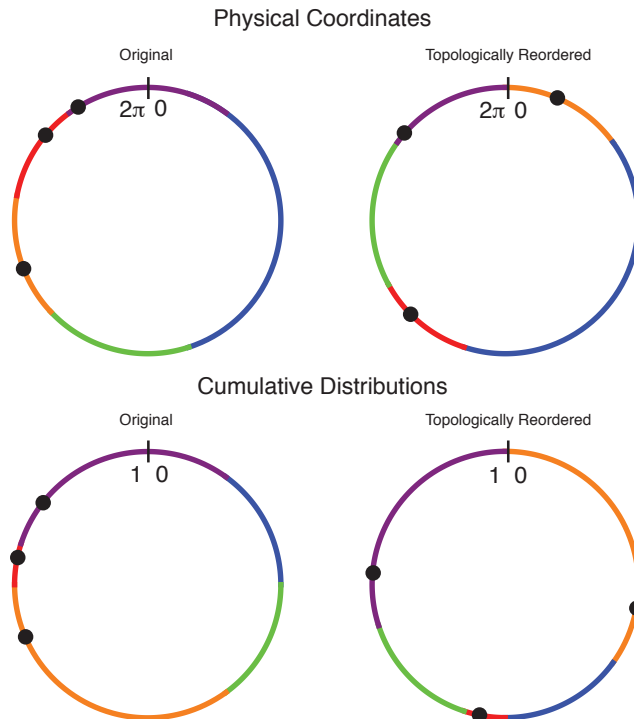 Physical Coordinates
Original
Topologically Reordered
2π 0
2π 0
Cumulative Distributions
Original
Topologically Reordered
1 0
1 0